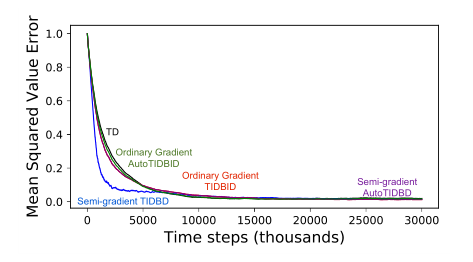 Mean Squared Value Error
1.0
0.8
0.6
0.4
0.2
0.0
TD
Ordinary Gradient
AutoTIDBID
Ordinary Gradient
TIDBID
Semi-gradient
AutoTIDBD
Semi-gradient TIDBD
0 5000 10000 15000 20000 25000 30000
Time steps (thousands)